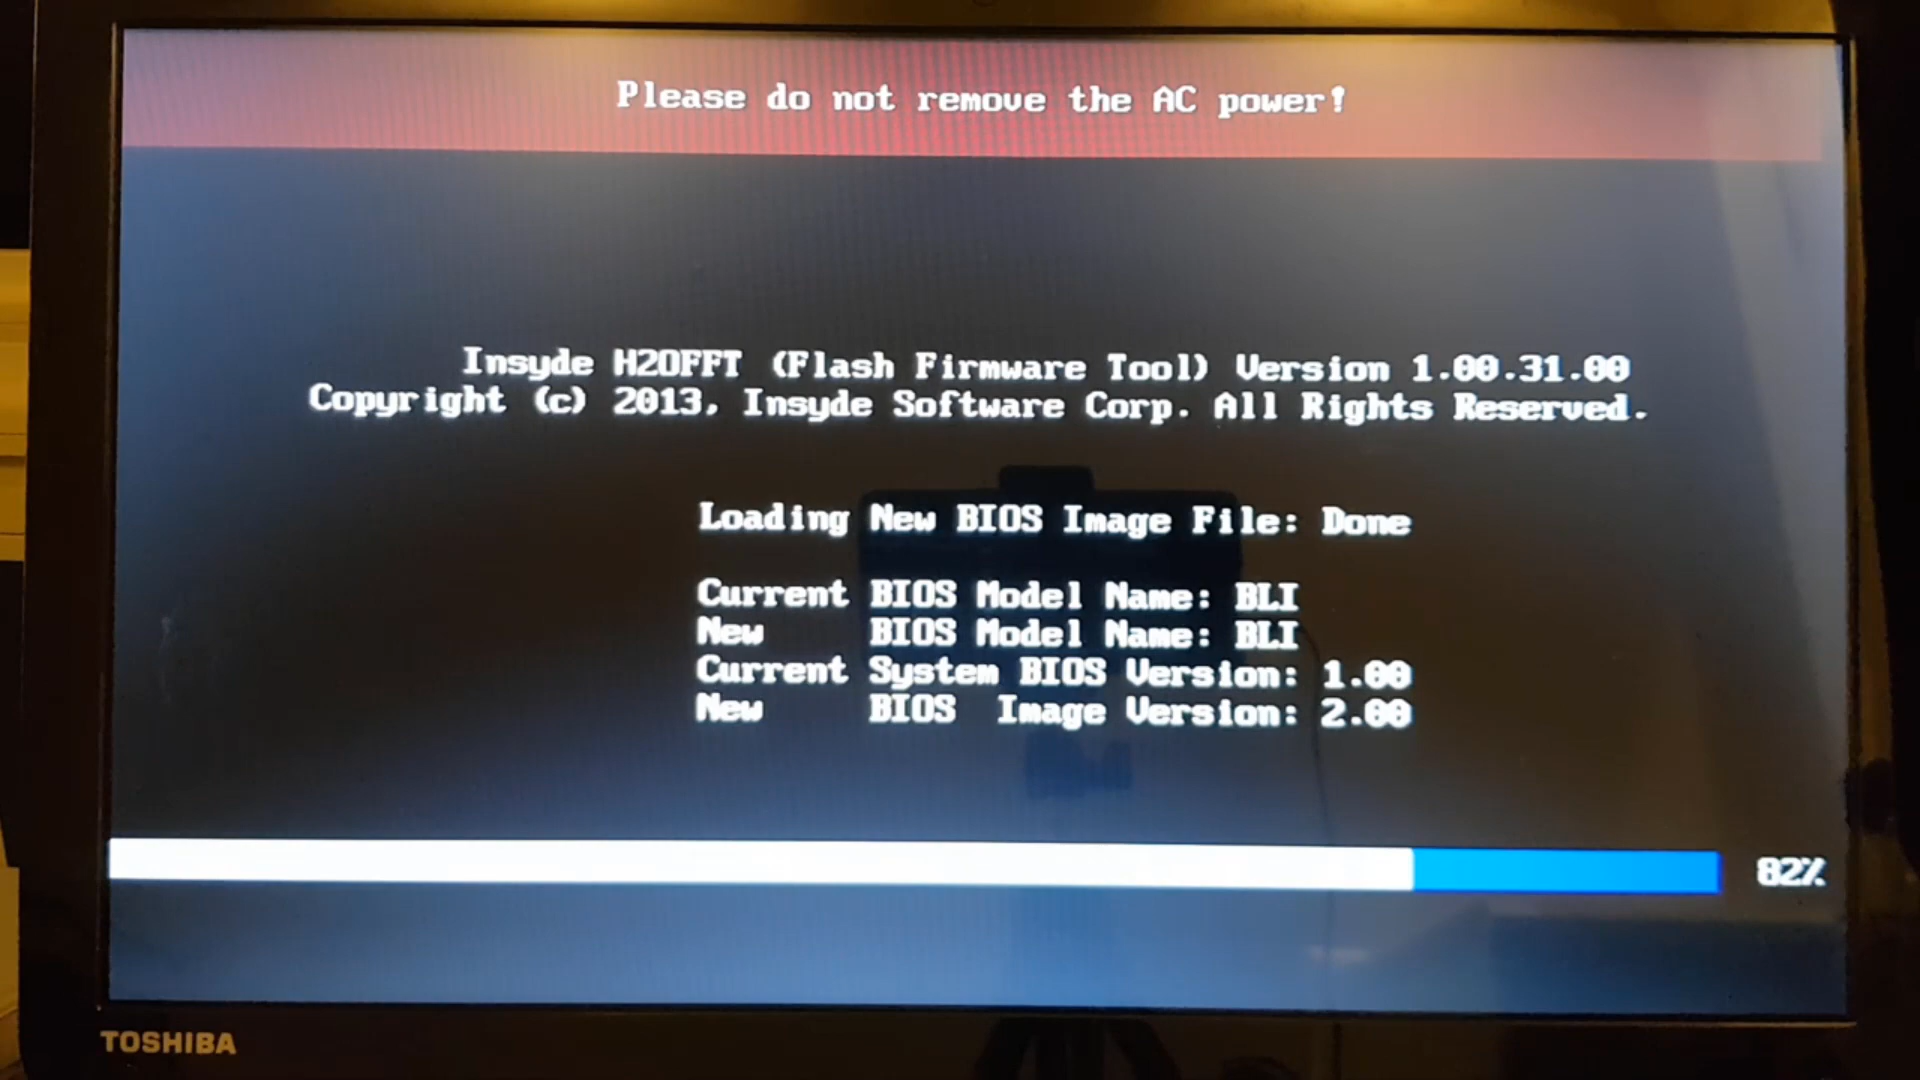 Please do not remove the AC power!
Insyde H2OFFT (Flash Firmware Tool) Version 1.00.31.00
Copyright (c) 2013, Insyde Software Corp. All Rights Reserved.
Loading New BIOS Image File: Done
Current BIOS Model Name: BLI
New BIOS Model Name: BLI
Current System BIOS Version: 1.00
New BIOS Image Version: 2.00
82%
TOSHIBA